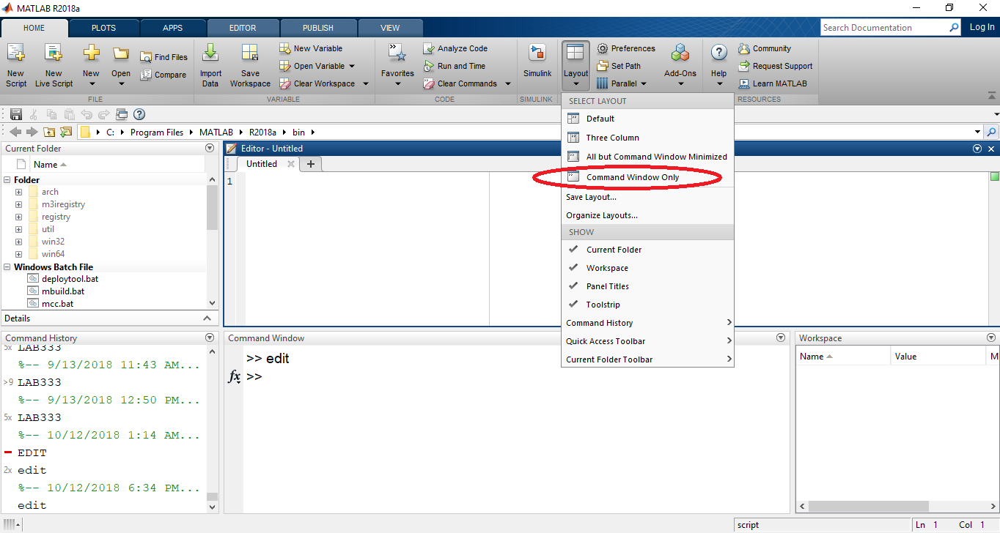 MATLAB R2018a
HOME PLOTS APPS EDITOR PUBLISH VIEW
Search Documentation
Log In
New Script
New Live Script
New
Open
Find Files
Compare
FILE
Import Data
Save Workspace
New Variable
Open Variable
Clear Workspace
VARIABLE
Favorites
Analyze Code
Run and Time
Clear Commands
CODE
Simulink
SIMULINK
Layout
Preferences
Set Path
Parallel
Add-Ons
Help
Community
Request Support
Learn MATLAB
RESOURCES
SELECT LAYOUT
Default
Three Column
All but Command Window Minimized
Command Window Only
Save Layout...
Organize Layouts...
SHOW
Current Folder
Workspace
Panel Titles
Toolstrip
Command History
Quick Access Toolbar
Current Folder Toolbar
C: Program Files MATLAB R2018a bin
Current Folder
Name
Folder
arch
m3iregistry
registry
util
win32
win64
Windows Batch File
deploytool.bat
mbuild.bat
mcc.bat
Details
Editor - Untitled
Untitled
1
Command History
5x LAB333
%-- 9/13/2018 11:43 AM...
>9 LAB333
%-- 9/13/2018 12:50 PM...
5x LAB333
%-- 10/12/2018 1:14 AM...
EDIT
2x edit
%-- 10/12/2018 6:34 PM...
edit
Command Window
>> edit
fx >>
Workspace
Name Value M
script
Ln 1 Col 1